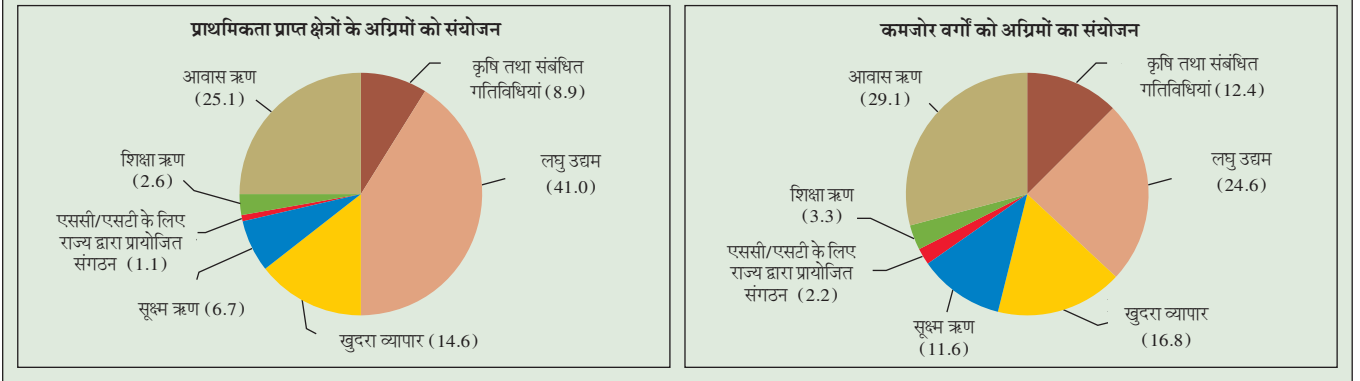 प्राथमिकता प्राप्त क्षेत्रों के अग्रिमों को संयोजन
आवास ऋण
(25.1)
कृषि तथा संबंधित
गतिविधियां (8.9)
लघु उद्यम
(41.0)
शिक्षा ऋण
(2.6)
एससी/एसटी के लिए
राज्य द्वारा प्रायोजित
संगठन (1.1)
सूक्ष्म ऋण (6.7)
खुदरा व्यापार (14.6)
कमजोर वर्गों को अग्रिमों का संयोजन
आवास ऋण
(29.1)
कृषि तथा संबंधित
गतिविधियां (12.4)
लघु उद्यम
(24.6)
शिक्षा ऋण
(3.3)
एससी/एसटी के लिए
राज्य द्वारा प्रायोजित
संगठन (2.2)
सूक्ष्म ऋण
(11.6)
खुदरा व्यापार
(16.8)